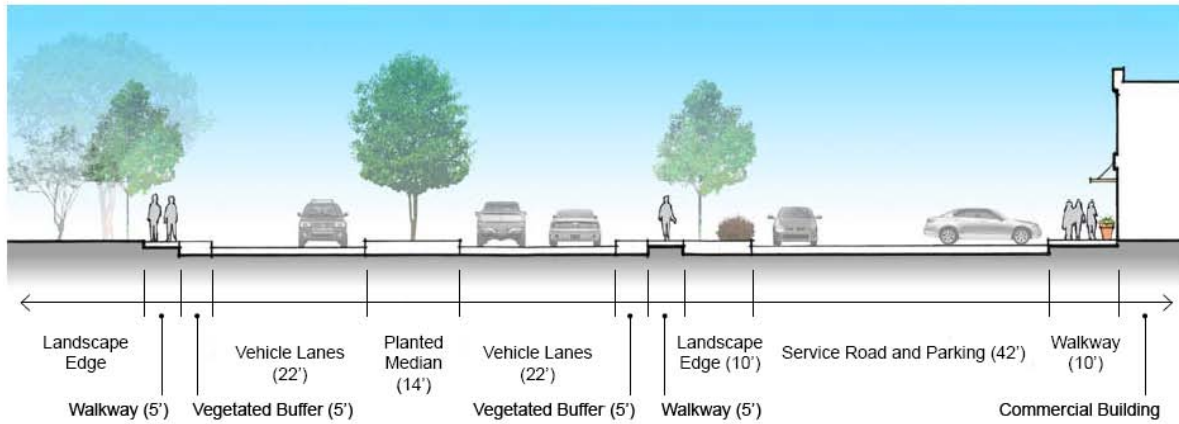 Landscape
Edge
Walkway (5’)
Vegetated Buffer (5’)
Vehicle Lanes
(22’)
Planted
Median
(14’)
Vehicle Lanes
(22’)
Vegetated Buffer (5’)
Walkway (5’)
Landscape
Edge (10’)
Service Road and Parking (42’)
Walkway
(10’)
Commercial Building